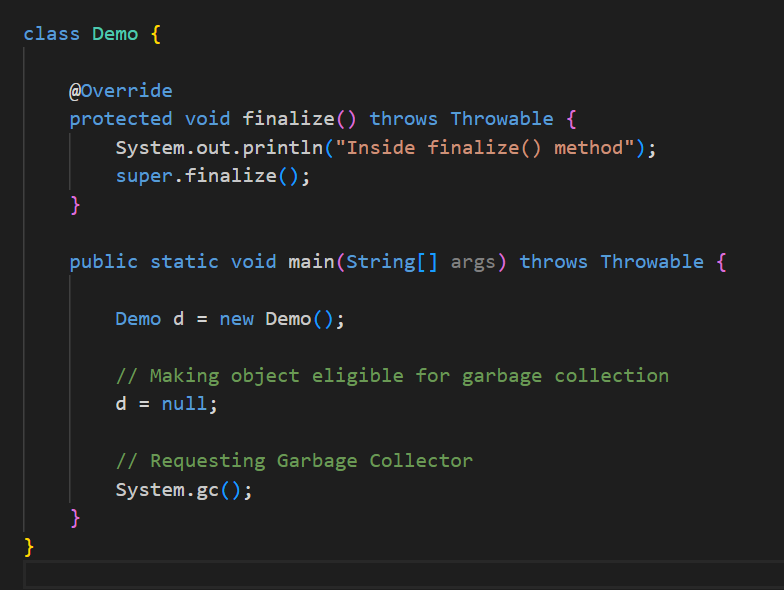 class Demo {
@Override
protected void finalize() throws Throwable {
System.out.println("Inside finalize() method");
super.finalize();
}
public static void main(String[] args) throws Throwable {
Demo d = new Demo();
// Making object eligible for garbage collection
d = null;
// Requesting Garbage Collector
System.gc();
}
}